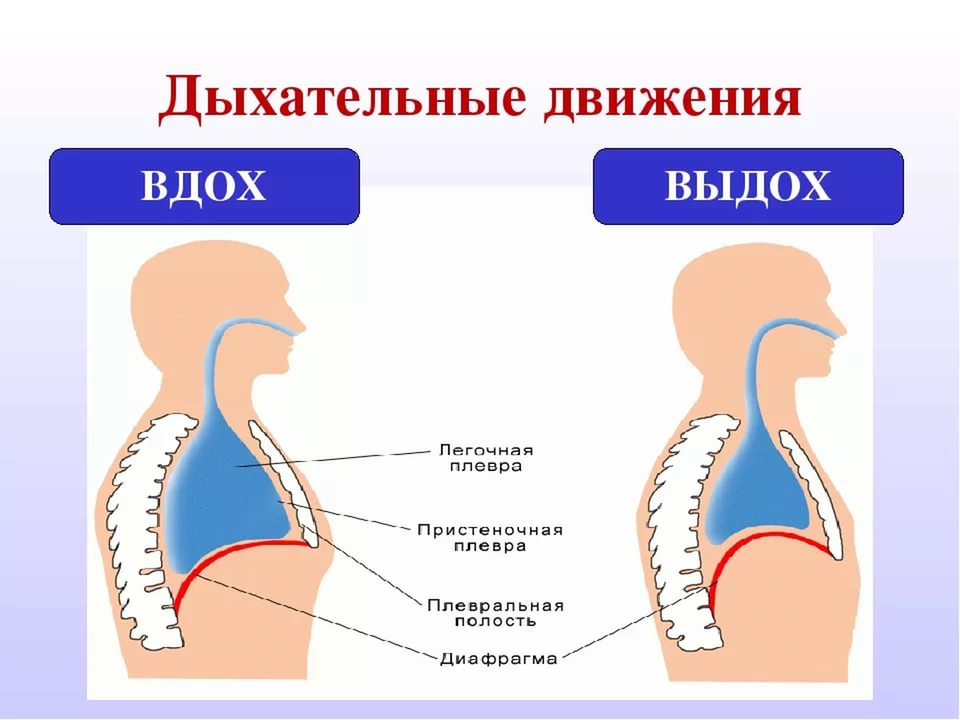 Дыхательные движения
ВДОХ
ВЫДОХ
Легочная
плевра
Пристеночная
плевра
Плевральная
полость
Диафрагма